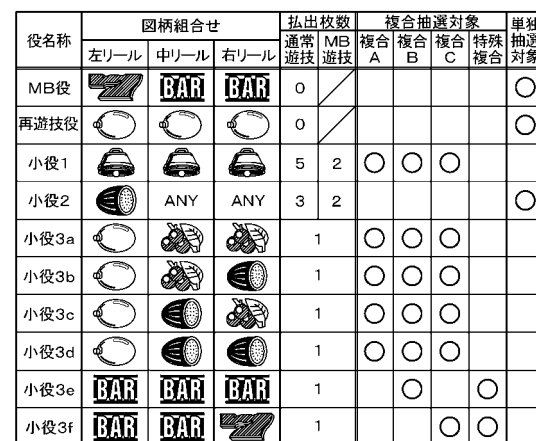 役名称 図柄組合せ 払出枚数 複合抽選対象 単独抽選対象
左リール 中リール 右リール 通常遊技 MB遊技 複合A 複合B 複合C 特殊複合
MB役 BAR BAR 0 ○
再遊技役 0 ○
小役1 5 2 ○ ○ ○
小役2 ANY ANY 3 2 ○
小役3a 1 ○ ○ ○
小役3b 1 ○ ○ ○
小役3c 1 ○ ○ ○
小役3d 1 ○ ○ ○
小役3e BAR BAR BAR 1 ○ ○
小役3f BAR BAR 1 ○ ○